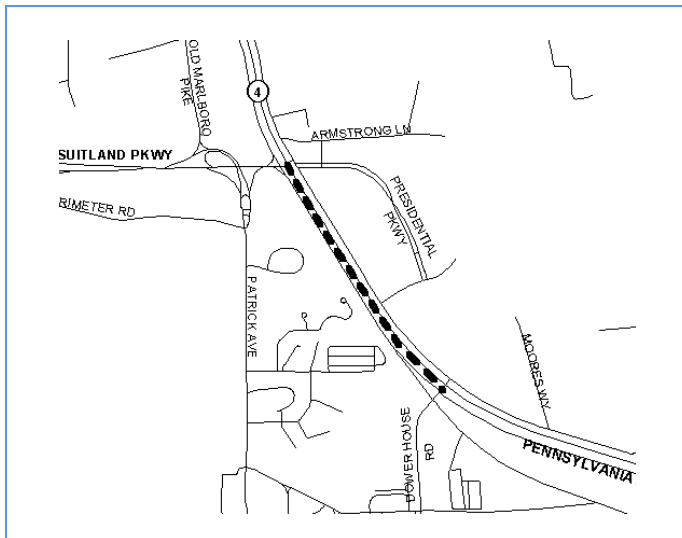 OLD MARLBORO
PIKE
4
ARMSTRONG LN
SUITLAND PKWY
PRESIDENTIAL
PKWY
RIMETER RD
PATRICK AVE
MOORES WY
DOWER HOUSE
RD
PENNSYLVANIA